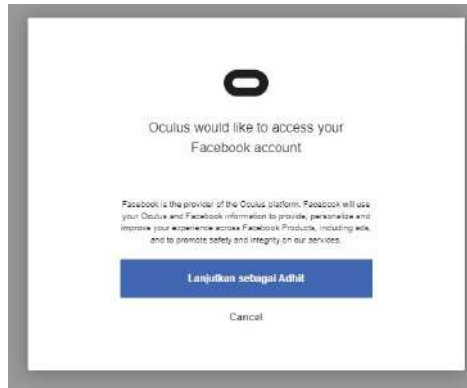 Oculus would like to access your
Facebook account
Facebook is the provider of the Oculus platform. Facebook will use
your Oculus and Facebook information to provide, personalize and
improve your experience across Facebook Products, including ads,
and to promote safety and integrity on our services.
Lanjutkan sebagai Adhit
Cancel